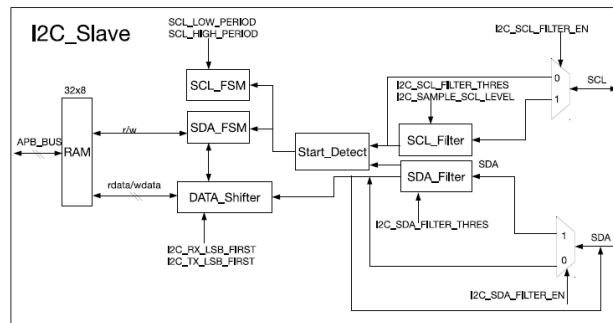 I2C_Slave
SCL_LOW_PERIOD
SCL_HIGH_PERIOD
I2C_SCL_FILTER_EN
SCL_FSM
0
1
SCL
32x8
I2C_SCL_FILTER_THRES
I2C_SAMPLE_SCL_LEVEL
APB_BUS
RAM
r/w
SDA_FSM
Start_Detect
SCL_Filter
SDA
rdata/wdata
DATA_Shifter
SDA_Filter
I2C_SDA_FILTER_THRES
I2C_RX_LSB_FIRST
I2C_TX_LSB_FIRST
1
0
SDA
I2C_SDA_FILTER_EN